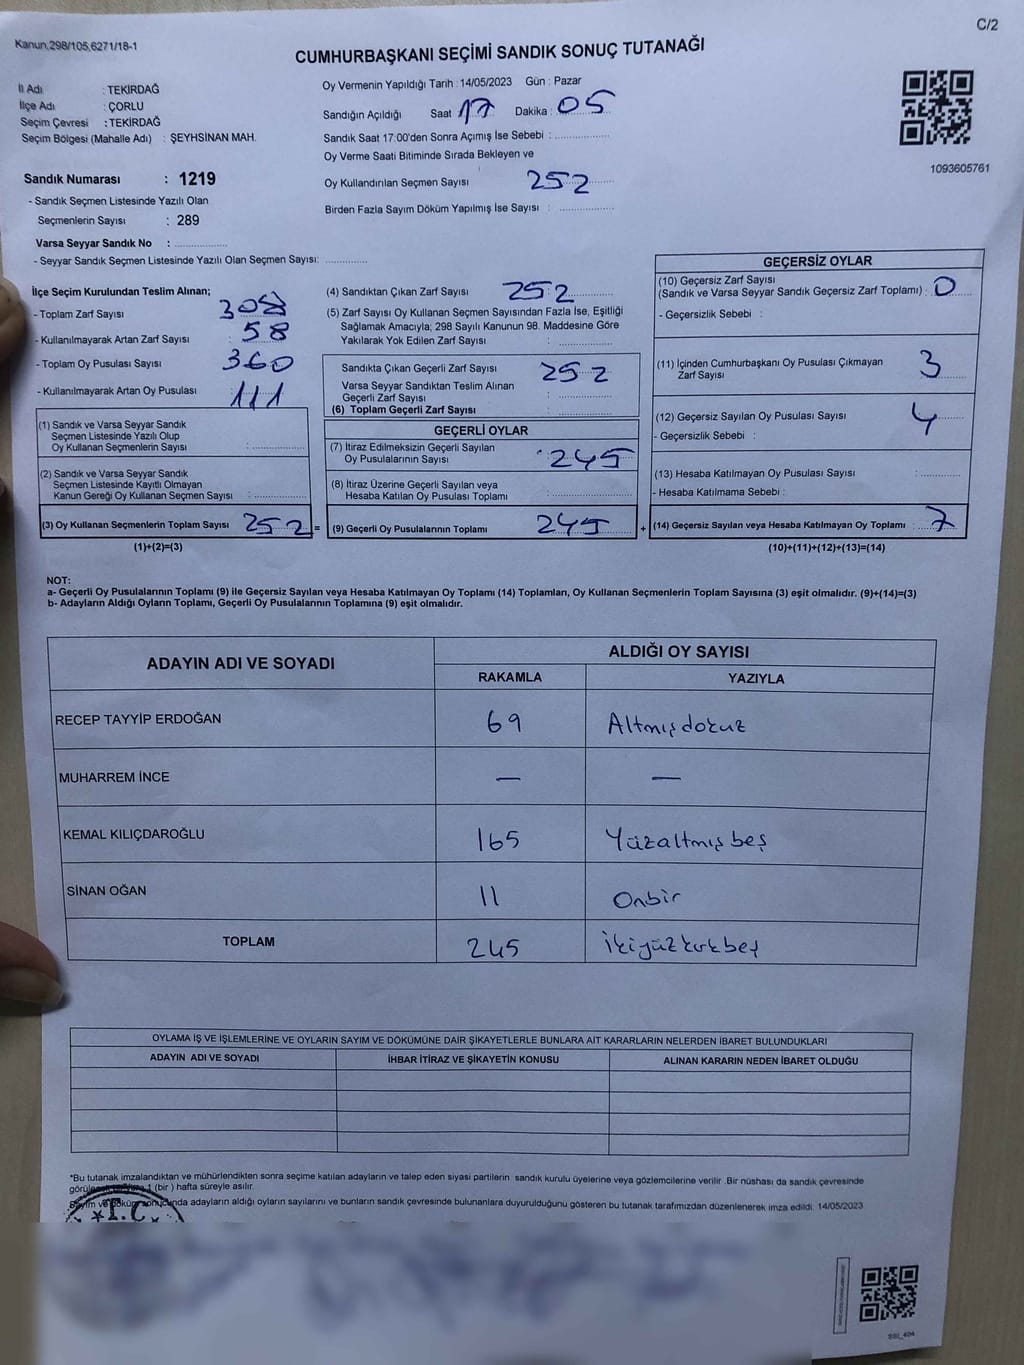 C/2
Kanun,298/105,6271/18-1
CUMHURBAŞKANI SEÇİMİ SANDIK SONUÇ TUTANAĞI
İl Adı : TEKİRDAĞ
İlçe Adı : ÇORLU
Seçim Çevresi : TEKİRDAĞ
Seçim Bölgesi (Mahalle Adı) : ŞEYHSİNAN MAH.
Sandık Numarası : 1219
- Sandık Seçmen Listesinde Yazılı Olan
Seçmenlerin Sayısı : 289
Varsa Seyyar Sandık No : ....................
- Seyyar Sandık Seçmen Listesinde Yazılı Olan Seçmen Sayısı: ..............
Oy Vermenin Yapıldığı Tarih : 14/05/2023 Gün : Pazar
Sandığın Açıldığı Saat 17 Dakika : 05
Sandık Saat 17:00'den Sonra Açımış İse Sebebi : ..................
Oy Verme Saati Bitiminde Sırada Bekleyen ve
Oy Kullandırılan Seçmen Sayısı 252
Birden Fazla Sayım Döküm Yapılmış İse Sayısı : ..................
1093605761
İlçe Seçim Kurulundan Teslim Alınan;
- Toplam Zarf Sayısı
- Kullanılmayarak Artan Zarf Sayısı : 58
- Toplam Oy Pusulası Sayısı 360
- Kullanılmayarak Artan Oy Pusulası : 111
(1) Sandık ve Varsa Seyyar Sandık
Seçmen Listesinde Yazılı Olup
Oy Kullanan Seçmenlerin Sayısı : ..............
(2) Sandık ve Varsa Seyyar Sandık
Seçmen Listesinde Kayıtlı Olmayan
Kanun Gereği Oy Kullanan Seçmen Sayısı : ..............
(3) Oy Kullanan Seçmenlerin Toplam Sayısı 252 =
(1)+(2)=(3)
(4) Sandıktan Çıkan Zarf Sayısı 252
(5) Zarf Sayısı Oy Kullanan Seçmen Sayısından Fazla İse, Eşitliği
Sağlamak Amacıyla; 298 Sayılı Kanunun 98. Maddesine Göre
Yakılarak Yok Edilen Zarf Sayısı : ..............
Sandıkta Çıkan Geçerli Zarf Sayısı 252
Varsa Seyyar Sandıktan Teslim Alınan
Geçerli Zarf Sayısı : ..............
(6) Toplam Geçerli Zarf Sayısı : ..............
GEÇERLİ OYLAR
(7) İtiraz Edilmeksizin Geçerli Sayılan
Oy Pusulalarının Sayısı 245
(8) İtiraz Üzerine Geçerli Sayılan veya
Hesaba Katılan Oy Pusulası Toplamı : ..............
(9) Geçerli Oy Pusulalarının Toplamı 245 +
GEÇERSİZ OYLAR
(10) Geçersiz Zarf Sayısı
(Sandık ve Varsa Seyyar Sandık Geçersiz Zarf Toplamı) : 0
- Geçersizlik Sebebi :
(11) İçinden Cumhurbaşkanı Oy Pusulası Çıkmayan
Zarf Sayısı 3
(12) Geçersiz Sayılan Oy Pusulası Sayısı 4
- Geçersizlik Sebebi :
(13) Hesaba Katılmayan Oy Pusulası Sayısı : ..........
- Hesaba Katılmama Sebebi :
(14) Geçersiz Sayılan veya Hesaba Katılmayan Oy Toplamı : 7
(10)+(11)+(12)+(13)=(14)
NOT:
a- Geçerli Oy Pusulalarının Toplamı (9) ile Geçersiz Sayılan veya Hesaba Katılmayan Oy Toplamı (14) Toplamları, Oy Kullanan Seçmenlerin Toplam Sayısına (3) eşit olmalıdır. (9)+(14)=(3)
b- Adayların Aldığı Oyların Toplamı, Geçerli Oy Pusulalarının Toplamına (9) eşit olmalıdır.
ADAYIN ADI VE SOYADI ALDIĞI OY SAYISI
RAKAMLA YAZIYLA
RECEP TAYYİP ERDOĞAN 69 Altmışdokuz
MUHARREM İNCE — —
KEMAL KILIÇDAROĞLU 165 Yüzaltmışbeş
SİNAN OĞAN 11 Onbir
TOPLAM 245 İkiyüzkırkbeş
OYLAMA İŞ VE İŞLEMLERİNE VE OYLARIN SAYIM VE DÖKÜMÜNE DAİR ŞİKAYETLERLE BUNLARA AİT KARARLARIN NELERDEN İBARET BULUNDUKLARI
ADAYIN ADI VE SOYADI İHBAR İTİRAZ VE ŞİKAYETİN KONUSU ALINAN KARARIN NEDEN İBARET OLDUĞU
*Bu tutanak imzalandıktan ve mühürlendikten sonra seçime katılan adayların ve talep eden siyasi partilerin sandık kurulu üyelerine veya gözlemcilerine verilir. Bir nüshası da sandık çevresinde
1 (bir ) hafta süreyle asılır.
adayların aldığı oyların sayılarını ve bunların sandık çevresinde bulunanlara duyurulduğunu gösteren bu tutanak tarafımızdan düzenlenerek imza edildi. 14/05/2023
T.C.
SSI_404